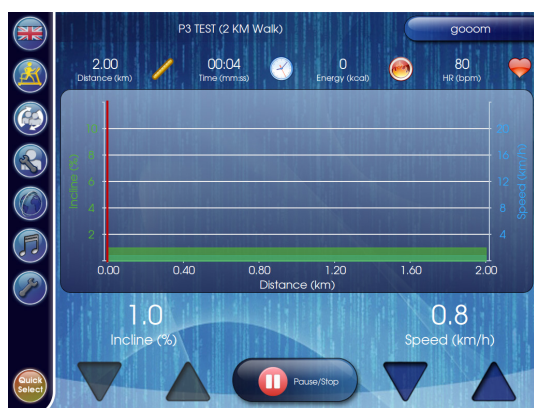 P3 TEST (2 KM Walk)
gooom
2.00
Distance (km)
00:04
Time (mm:ss)
0
Energy (kcal)
80
HR (bpm)
Incline (%)
10
8
6
4
2
20
16
12
8
4
Speed (km/h)
0.00 0.40 0.80 1.20 1.60 2.00
Distance (km)
1.0
Incline (%)
0.8
Speed (km/h)
Pause/Stop
Quick
Select